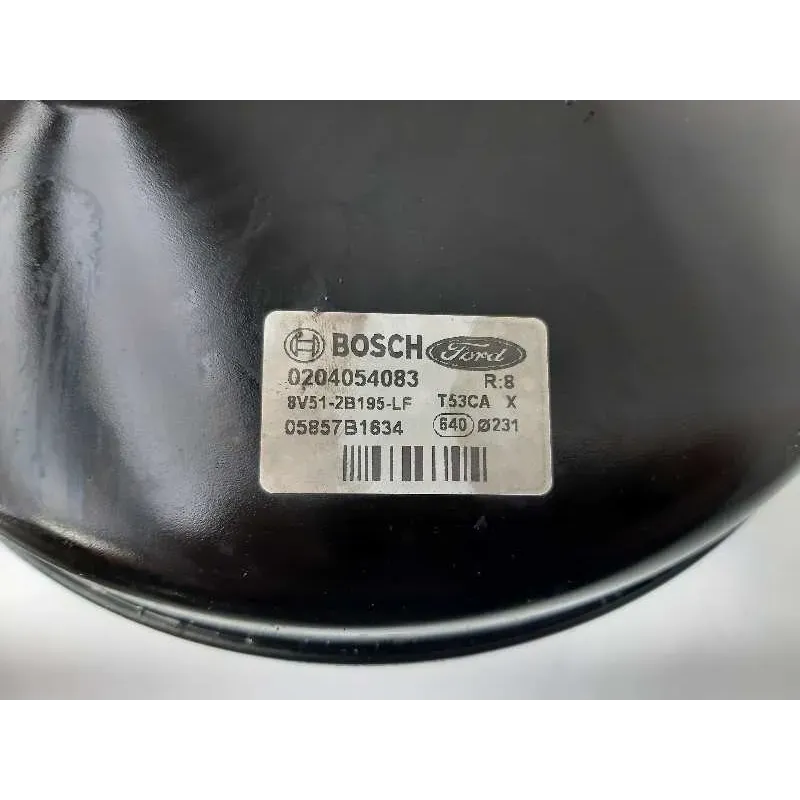 BOSCH Ford
0204054083 R:8
8V51-2B195-LF T53CA X
05857B1634 640 Ø231